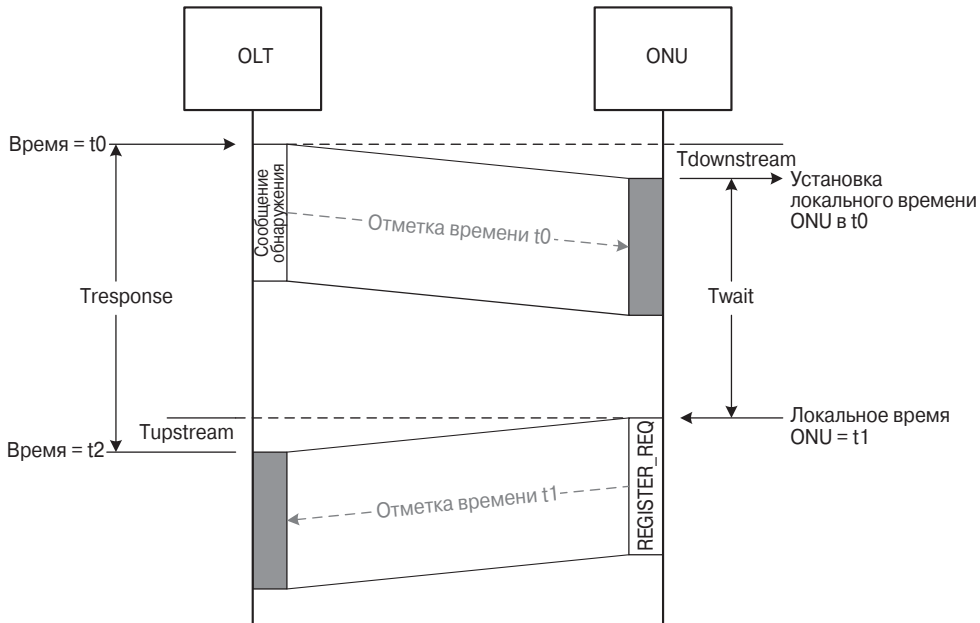 OLT
ONU
Время = t0
Tdownstream
Установка
локального времени
ONU в t0
Сообщение
обнаружения
Отметка времени t0
Tresponse
Twait
Tupstream
Локальное время
ONU = t1
Время = t2
REGISTER_REQ
Отметка времени t1